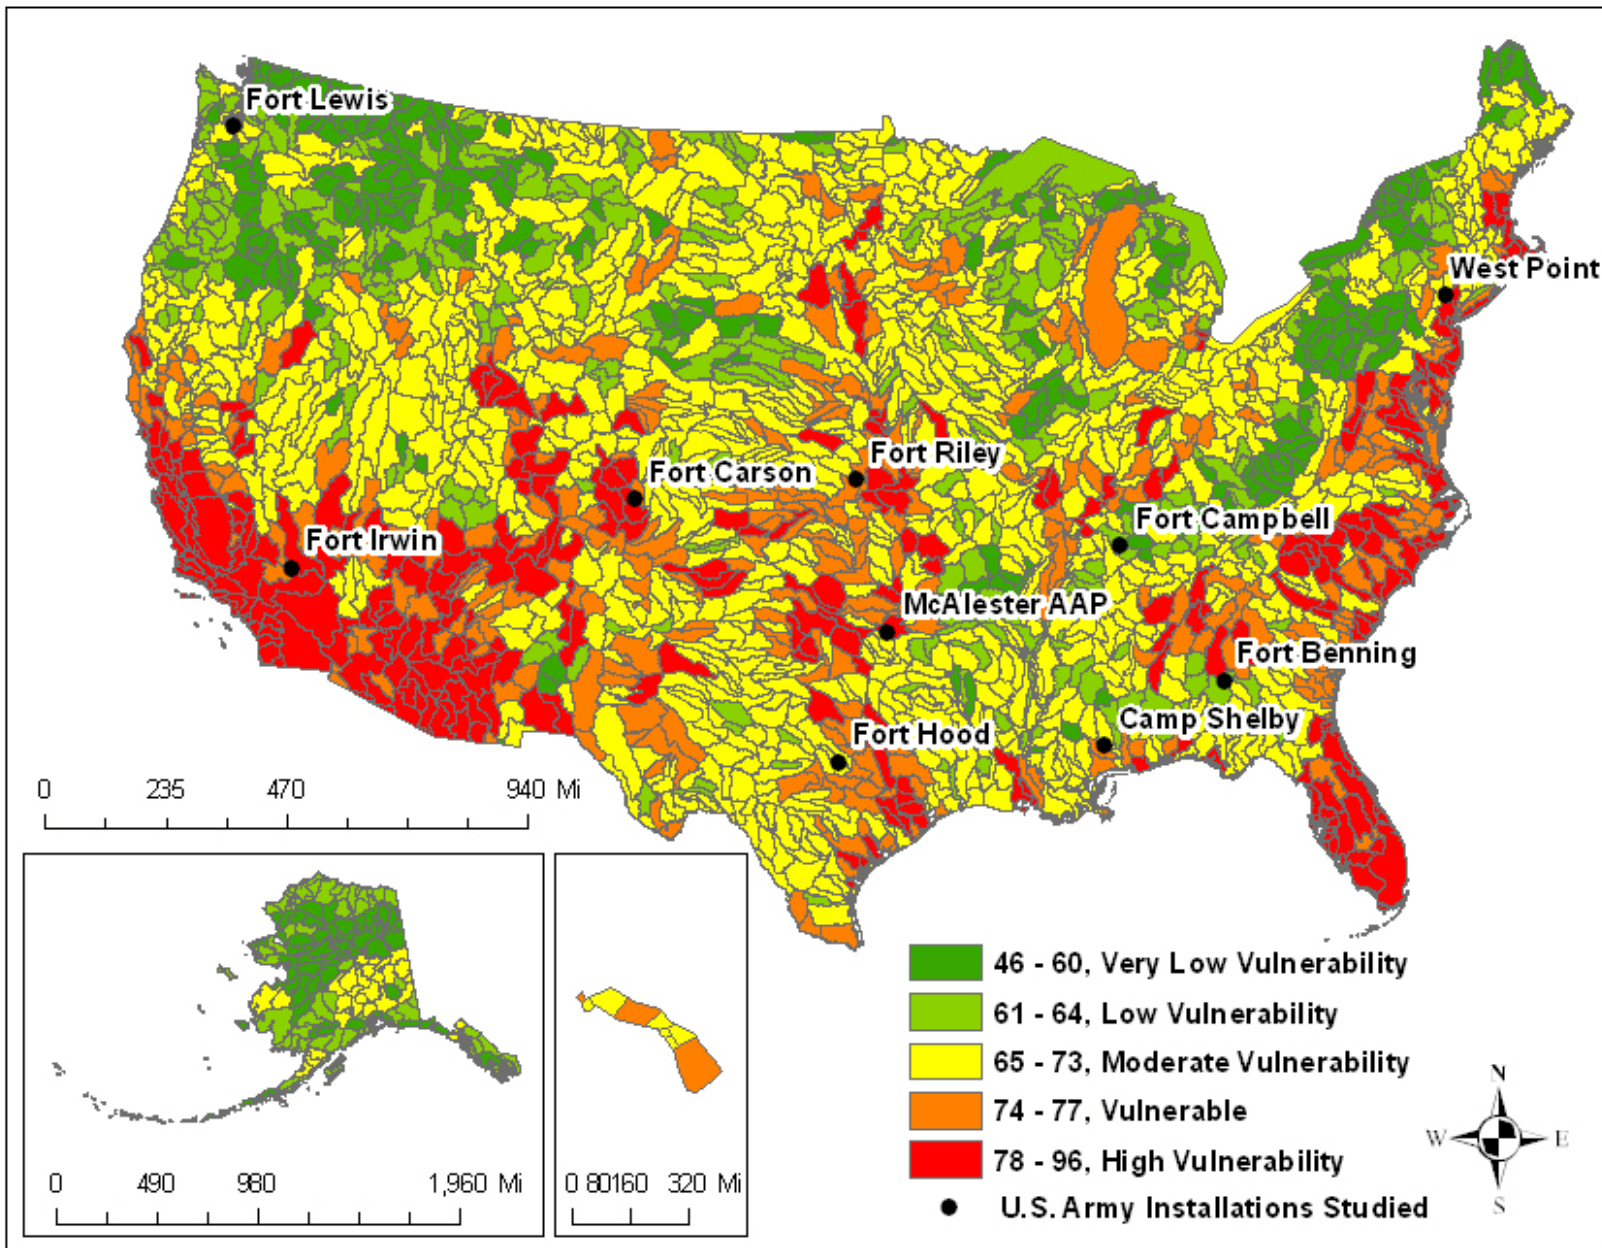 Fort Lewis
West Point
Fort Riley
Fort Carson
Fort Campbell
Fort Irwin
McAlester AAP
Fort Benning
Camp Shelby
Fort Hood
0 235 470 940 Mi
46 - 60, Very Low Vulnerability
61 - 64, Low Vulnerability
65 - 73, Moderate Vulnerability
74 - 77, Vulnerable
78 - 96, High Vulnerability
U.S. Army Installations Studied
N
W E
S
0 490 980 1,960 Mi
0 80 160 320 Mi